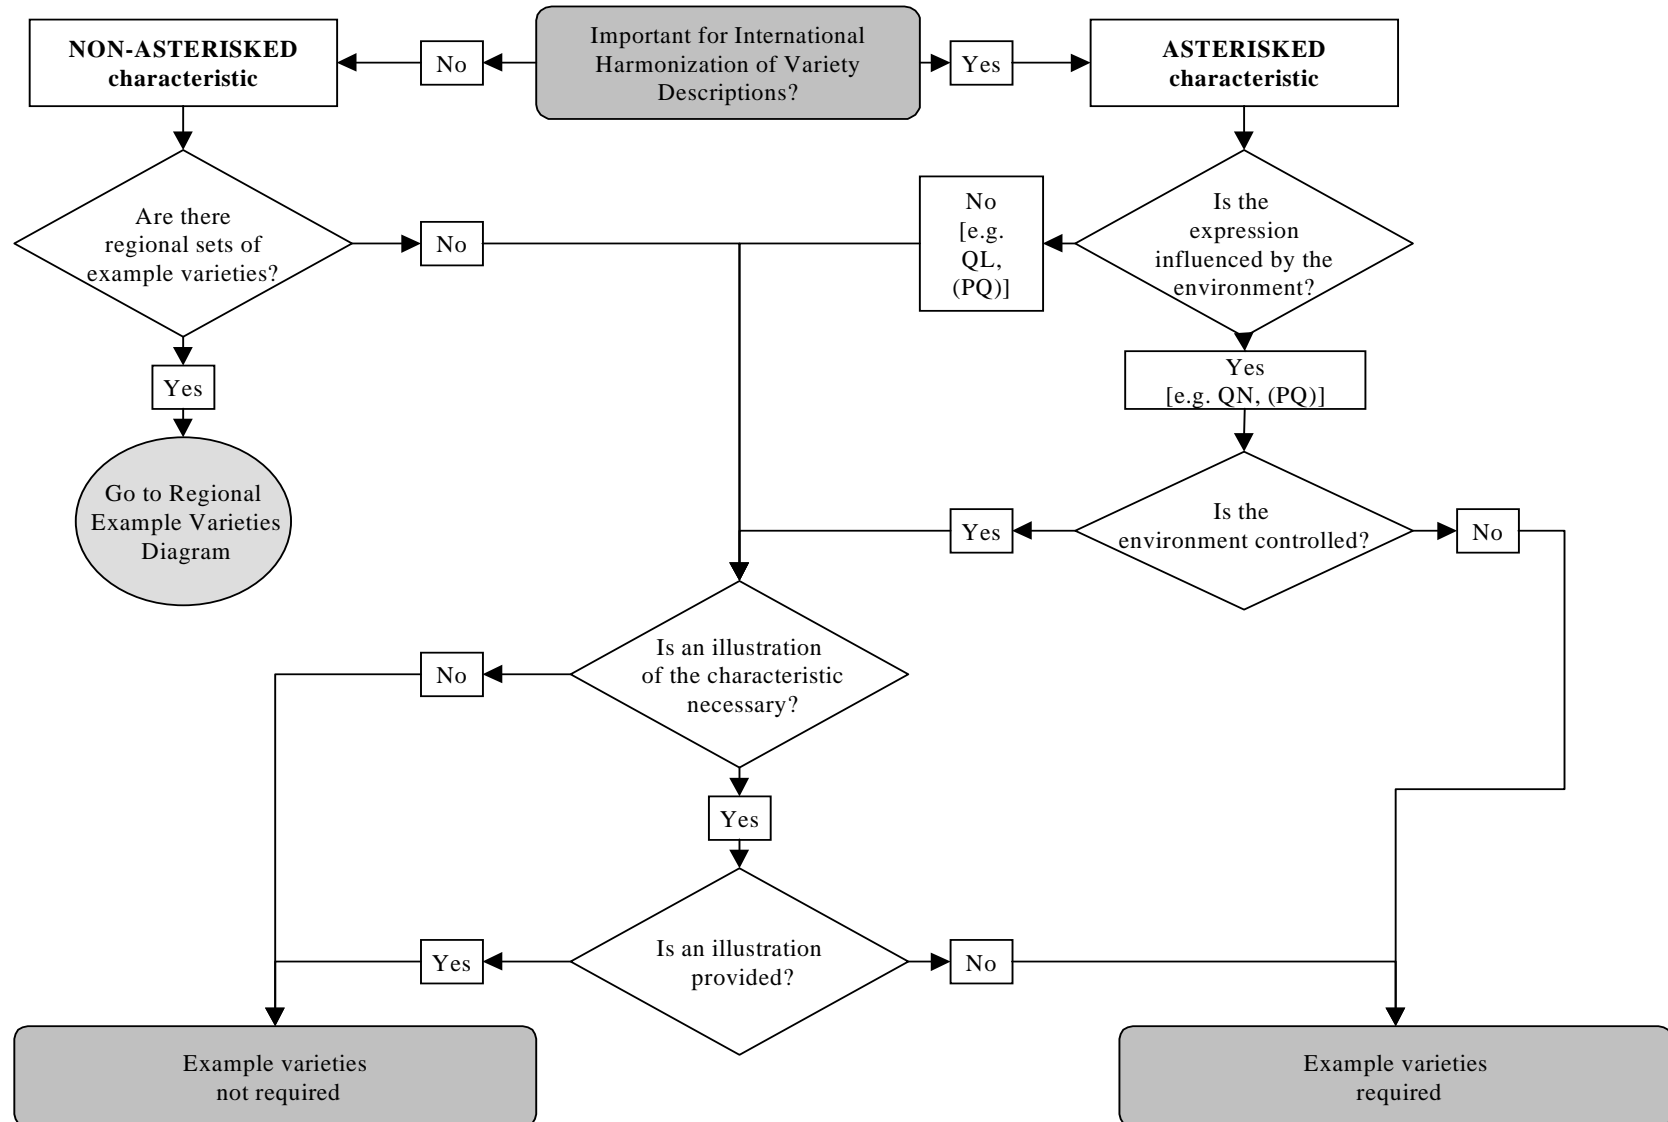 NON-ASTERISKED
characteristic
No
Important for International
Harmonization of Variety
Descriptions?
Yes
ASTERISKED
characteristic
Are there
regional sets of
example varieties?
No
No
[e.g.
QL,
(PQ)]
Is the
expression
influenced by the
environment?
Yes
Yes
[e.g. QN, (PQ)]
Go to Regional
Example Varieties
Diagram
Yes
Is the
environment controlled?
No
No
Is an illustration
of the characteristic
necessary?
Yes
Yes
Is an illustration
provided?
No
Example varieties
not required
Example varieties
required